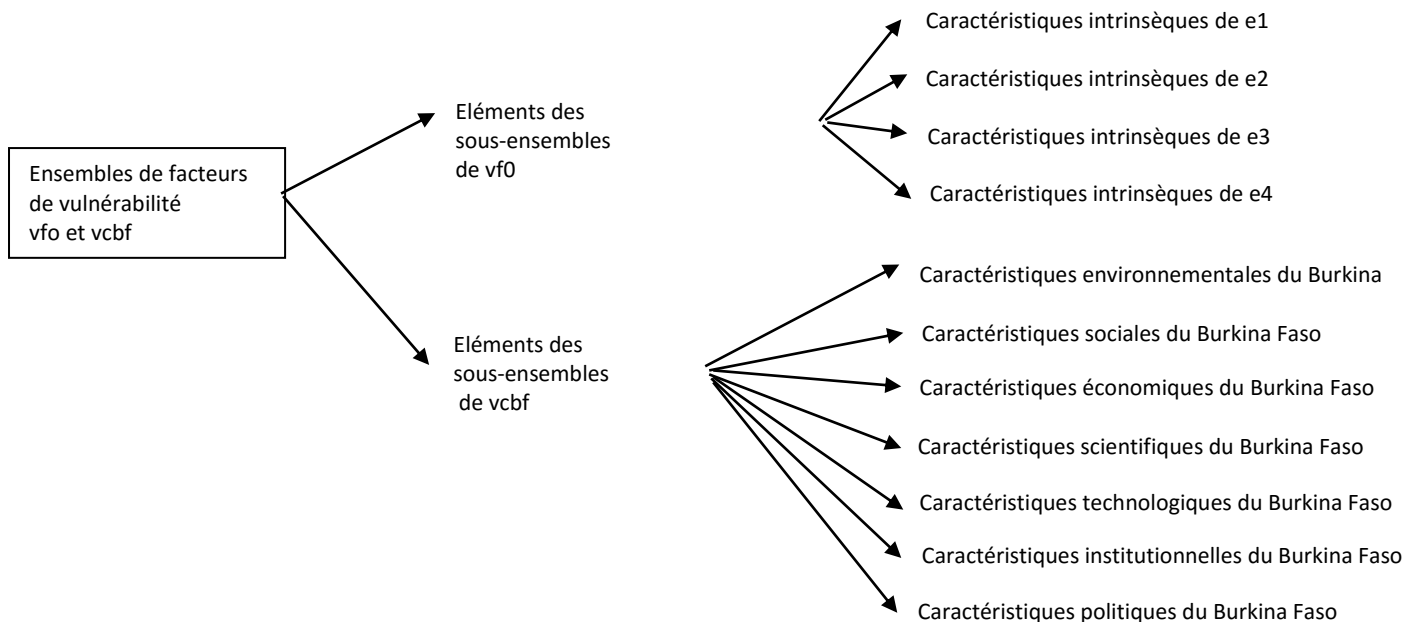 Ensembles de facteurs
de vulnérabilité
vfo et vcbf
Eléments des
sous-ensembles
de vf0
Caractéristiques intrinsèques de e1
Caractéristiques intrinsèques de e2
Caractéristiques intrinsèques de e3
Caractéristiques intrinsèques de e4
Eléments des
sous-ensembles
de vcbf
Caractéristiques environnementales du Burkina
Caractéristiques sociales du Burkina Faso
Caractéristiques économiques du Burkina Faso
Caractéristiques scientifiques du Burkina Faso
Caractéristiques technologiques du Burkina Faso
Caractéristiques institutionnelles du Burkina Faso
Caractéristiques politiques du Burkina Faso